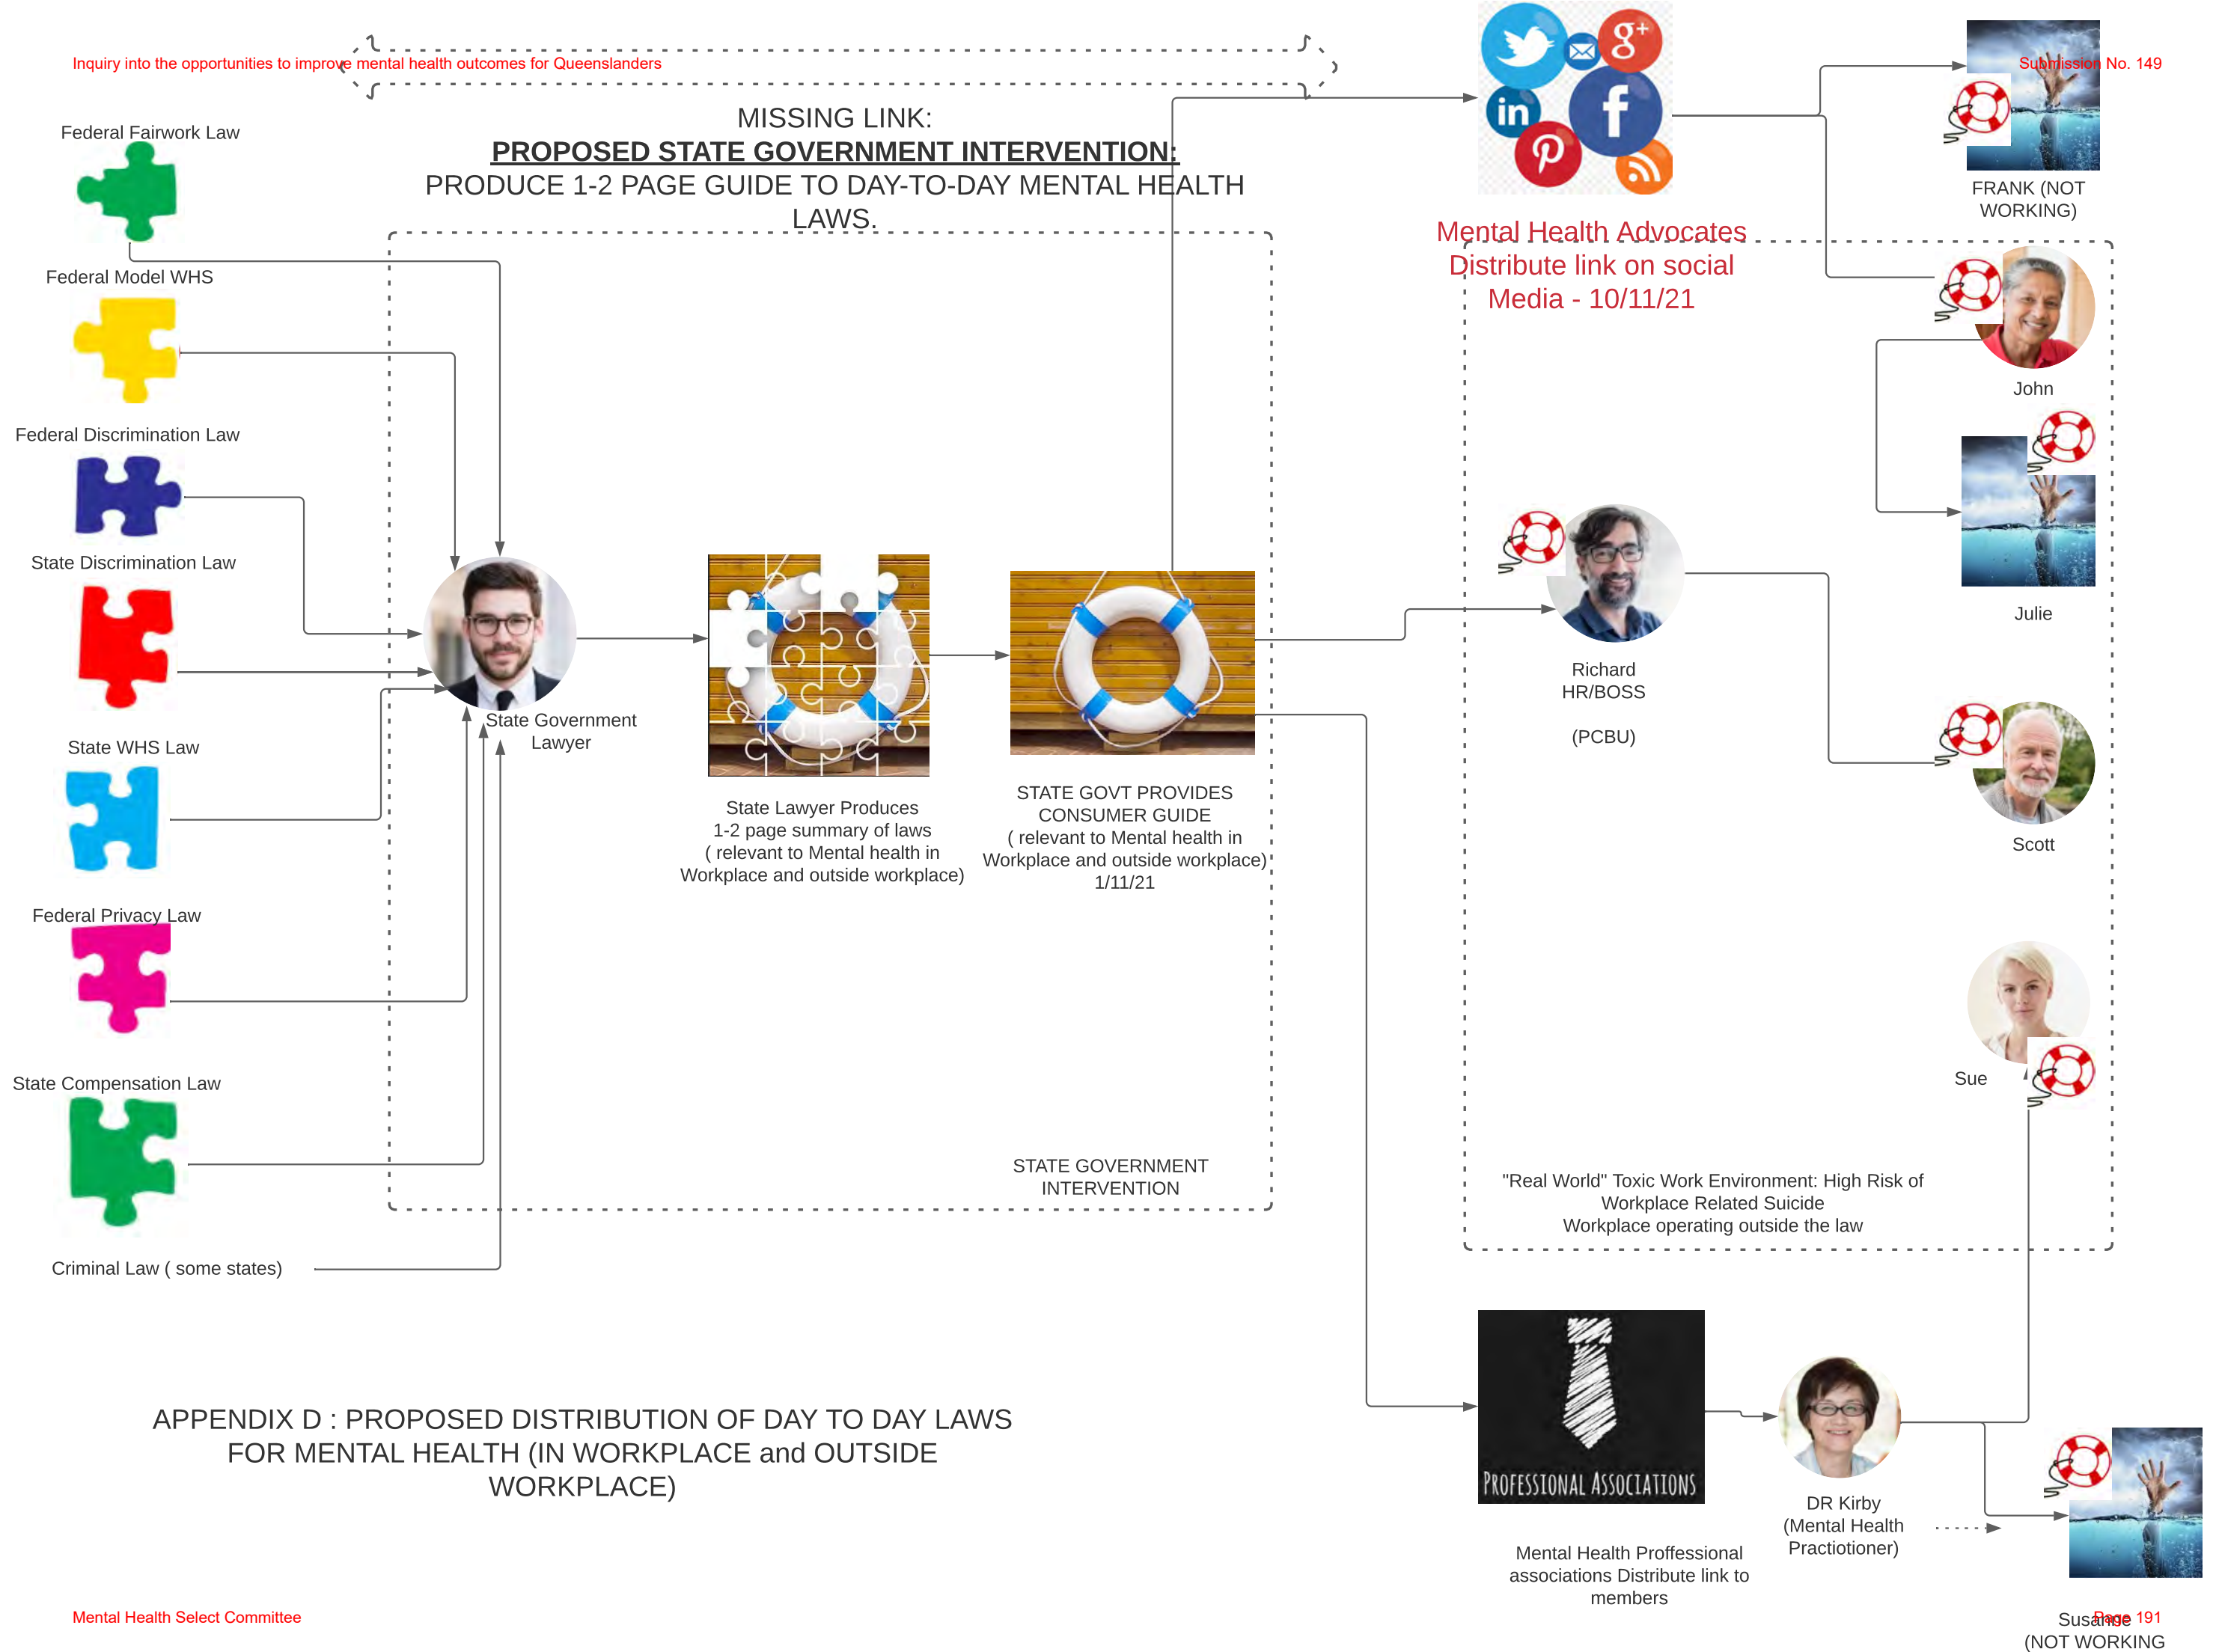 Inquiry into the opportunities to improve mental health outcomes for Queenslanders
Submission No. 149
MISSING LINK:
PROPOSED STATE GOVERNMENT INTERVENTION:
PRODUCE 1-2 PAGE GUIDE TO DAY-TO-DAY MENTAL HEALTH
LAWS.
Federal Fairwork Law
Federal Model WHS
Federal Discrimination Law
State Discrimination Law
State WHS Law
Federal Privacy Law
State Compensation Law
Criminal Law ( some states)
State Government
Lawyer
State Lawyer Produces
1-2 page summary of laws
( relevant to Mental health in
Workplace and outside workplace)
STATE GOVT PROVIDES
CONSUMER GUIDE
( relevant to Mental health in
Workplace and outside workplace)
1/11/21
STATE GOVERNMENT
INTERVENTION
g+
in
f
Mental Health Advocates
Distribute link on social
Media - 10/11/21
FRANK (NOT
WORKING)
John
Julie
Richard
HR/BOSS
(PCBU)
Scott
Sue
"Real World" Toxic Work Environment: High Risk of
Workplace Related Suicide
Workplace operating outside the law
PROFESSIONAL ASSOCIATIONS
Mental Health Proffessional
associations Distribute link to
members
DR Kirby
(Mental Health
Practiotioner)
Susanne
(NOT WORKING
APPENDIX D : PROPOSED DISTRIBUTION OF DAY TO DAY LAWS
FOR MENTAL HEALTH (IN WORKPLACE and OUTSIDE
WORKPLACE)
Mental Health Select Committee
Page 191